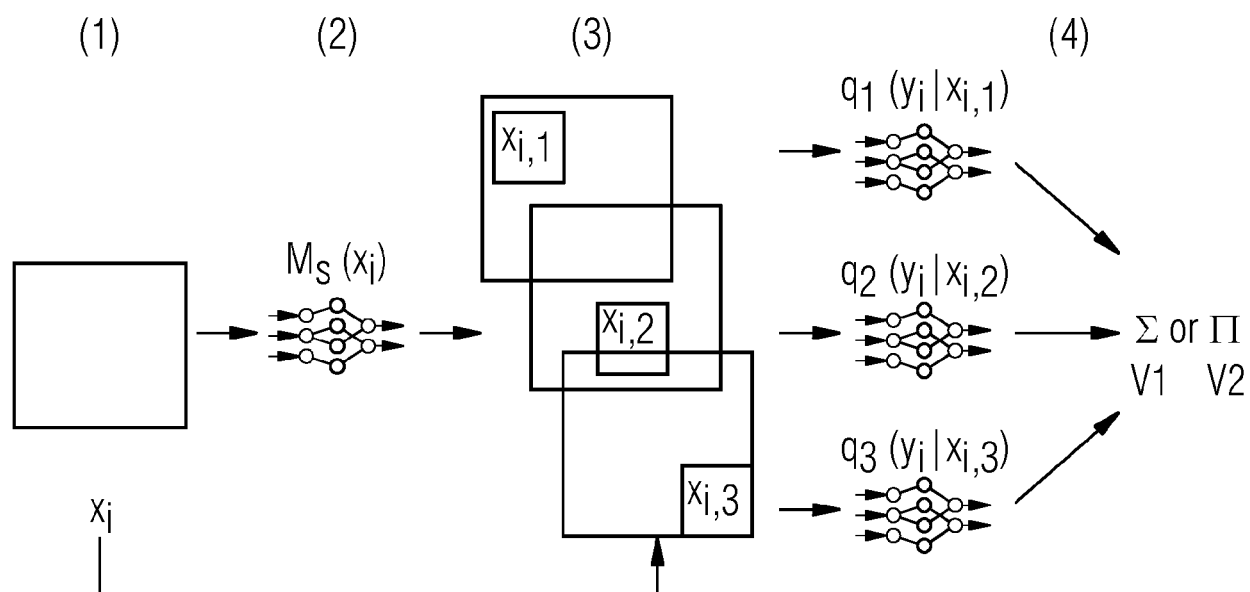 (1) (2) (3) (4)
q1 (yi|xi,1)
xi,1
Ms (xi)
q2 (yi|xi,2)
xi,2
Σ or Π
V1 V2
q3 (yi|xi,3)
xi,3
xi